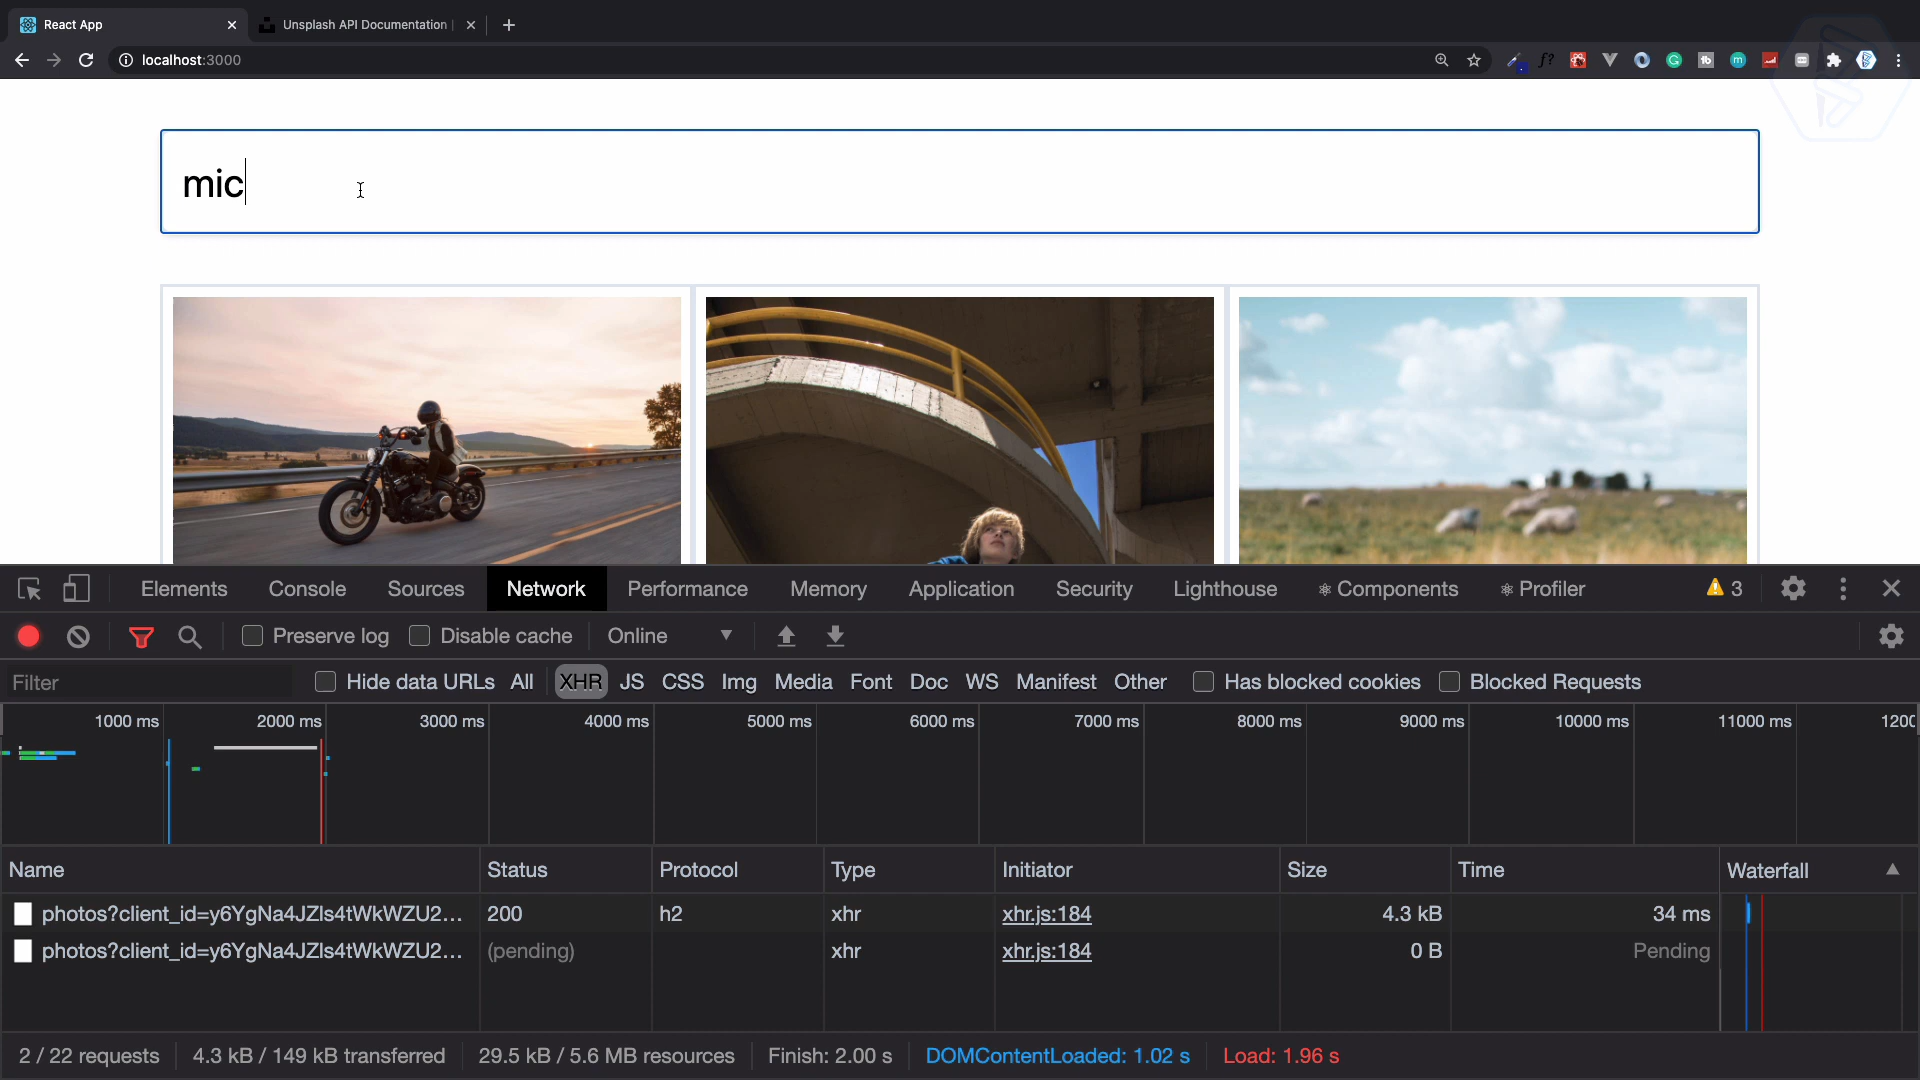 React App
Unsplash API Documentation |
localhost:3000
mic
Elements Console Sources Network Performance Memory Application Security Lighthouse Components Profiler 3
Preserve log Disable cache Online
Filter Hide data URLs All XHR JS CSS Img Media Font Doc WS Manifest Other Has blocked cookies Blocked Requests
1000 ms 2000 ms 3000 ms 4000 ms 5000 ms 6000 ms 7000 ms 8000 ms 9000 ms 10000 ms 11000 ms 1200
Name Status Protocol Type Initiator Size Time Waterfall
photos?client_id=y6YgNa4JZIs4tWkWZU2... 200 h2 xhr xhr.js:184 4.3 kB 34 ms
photos?client_id=y6YgNa4JZIs4tWkWZU2... (pending) xhr xhr.js:184 0 B Pending
2 / 22 requests 4.3 kB / 149 kB transferred 29.5 kB / 5.6 MB resources Finish: 2.00 s DOMContentLoaded: 1.02 s Load: 1.96 s